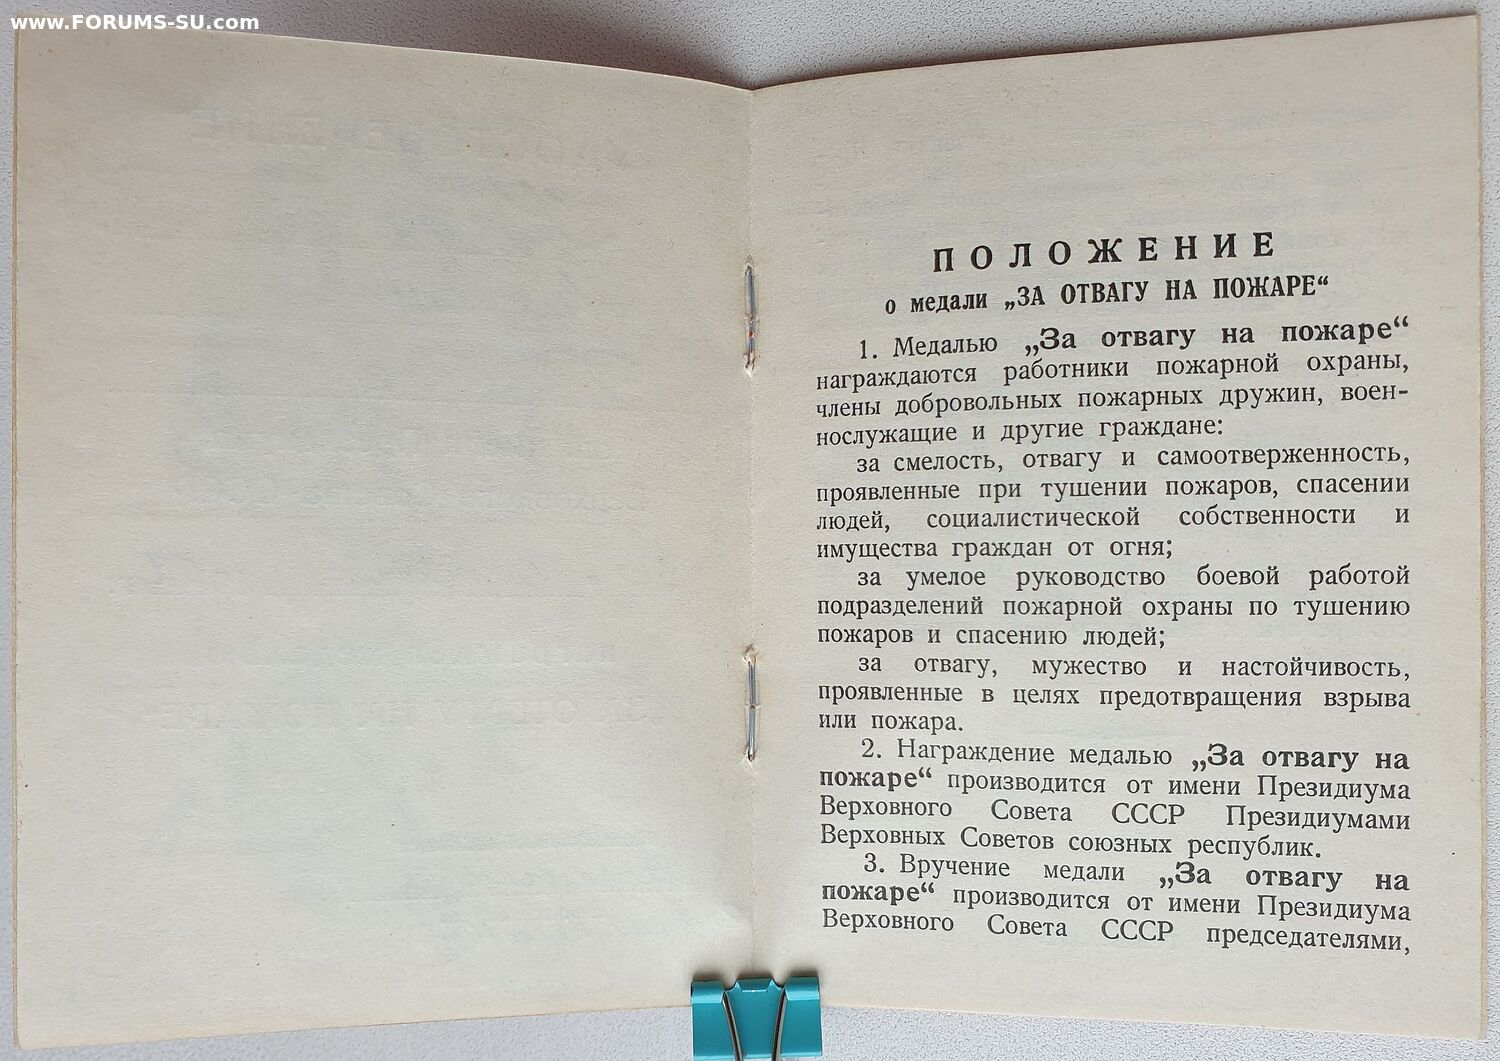 www.FORUMS-SU.com
ПОЛОЖЕНИЕ
о медали „ЗА ОТВАГУ НА ПОЖАРЕ“
1. Медалью „За отвагу на пожаре“
награждаются работники пожарной охраны,
члены добровольных пожарных дружин, воен-
нослужащие и другие граждане:
за смелость, отвагу и самоотверженность,
проявленные при тушении пожаров, спасении
людей, социалистической собственности и
имущества граждан от огня;
за умелое руководство боевой работой
подразделений пожарной охраны по тушению
пожаров и спасению людей;
за отвагу, мужество и настойчивость,
проявленные в целях предотвращения взрыва
или пожара.
2. Награждение медалью „За отвагу на
пожаре“ производится от имени Президиума
Верховного Совета СССР Президиумами
Верховных Советов союзных республик.
3. Вручение медали „За отвагу на
пожаре“ производится от имени Президиума
Верховного Совета СССР председателями,